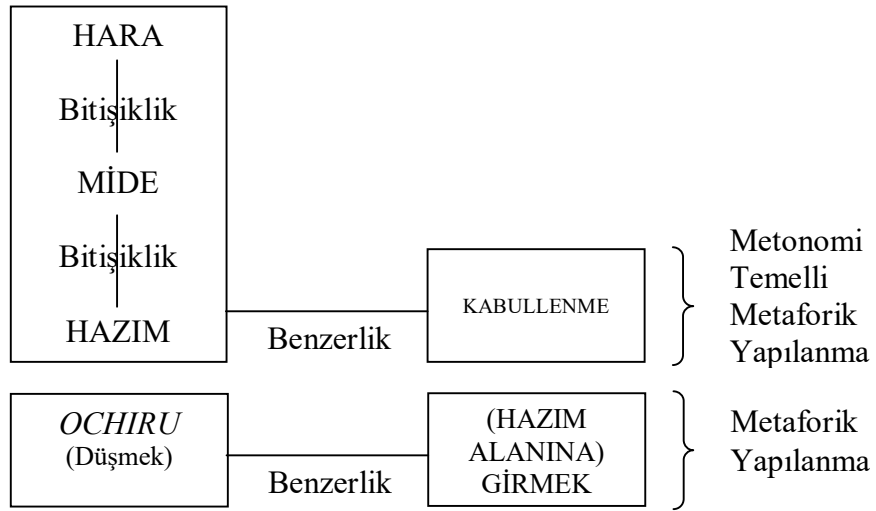 HARA
Bitişiklik
MİDE
Bitişiklik
HAZIM
Benzerlik
KABULLENME
Metonomi
Temelli
Metaforik
Yapılanma
OCHIRU
(Düşmek)
Benzerlik
(HAZIM
ALANINA)
GİRMEK
Metaforik
Yapılanma